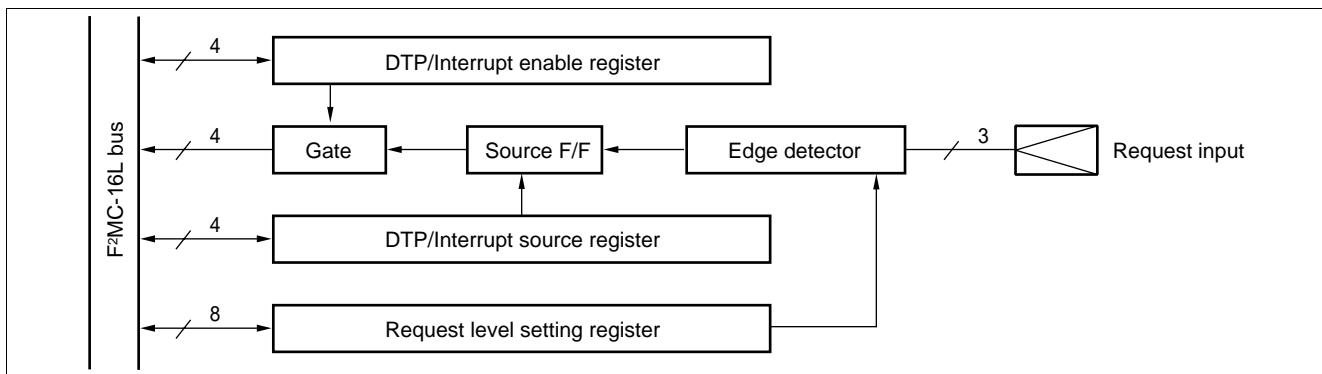 4
DTP/Interrupt enable register
F²MC-16L bus
4
Gate
Source F/F
Edge detector
3
Request input
4
DTP/Interrupt source register
8
Request level setting register